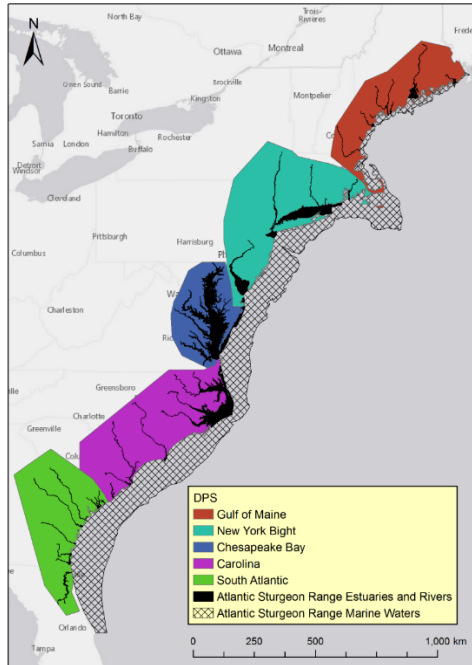 North Bay
Trois-
Rivières
Frede
Ottawa
Montreal
N
Owen Sound
Barrie
Brockville
Kingston
Montpelier
Toronto
Hamilton
Rochester
Sarnia
London
Buffalo
Detroit
Windsor
Cleveland
Pittsburgh
Harrisburg
Columbus
Charleston
Greensboro
Charlotte
Greenville
Orlando
Tampa
DPS
Gulf of Maine
New York Bight
Chesapeake Bay
Carolina
South Atlantic
Atlantic Sturgeon Range Estuaries and Rivers
Atlantic Sturgeon Range Marine Waters
0 250 500 1,000 km